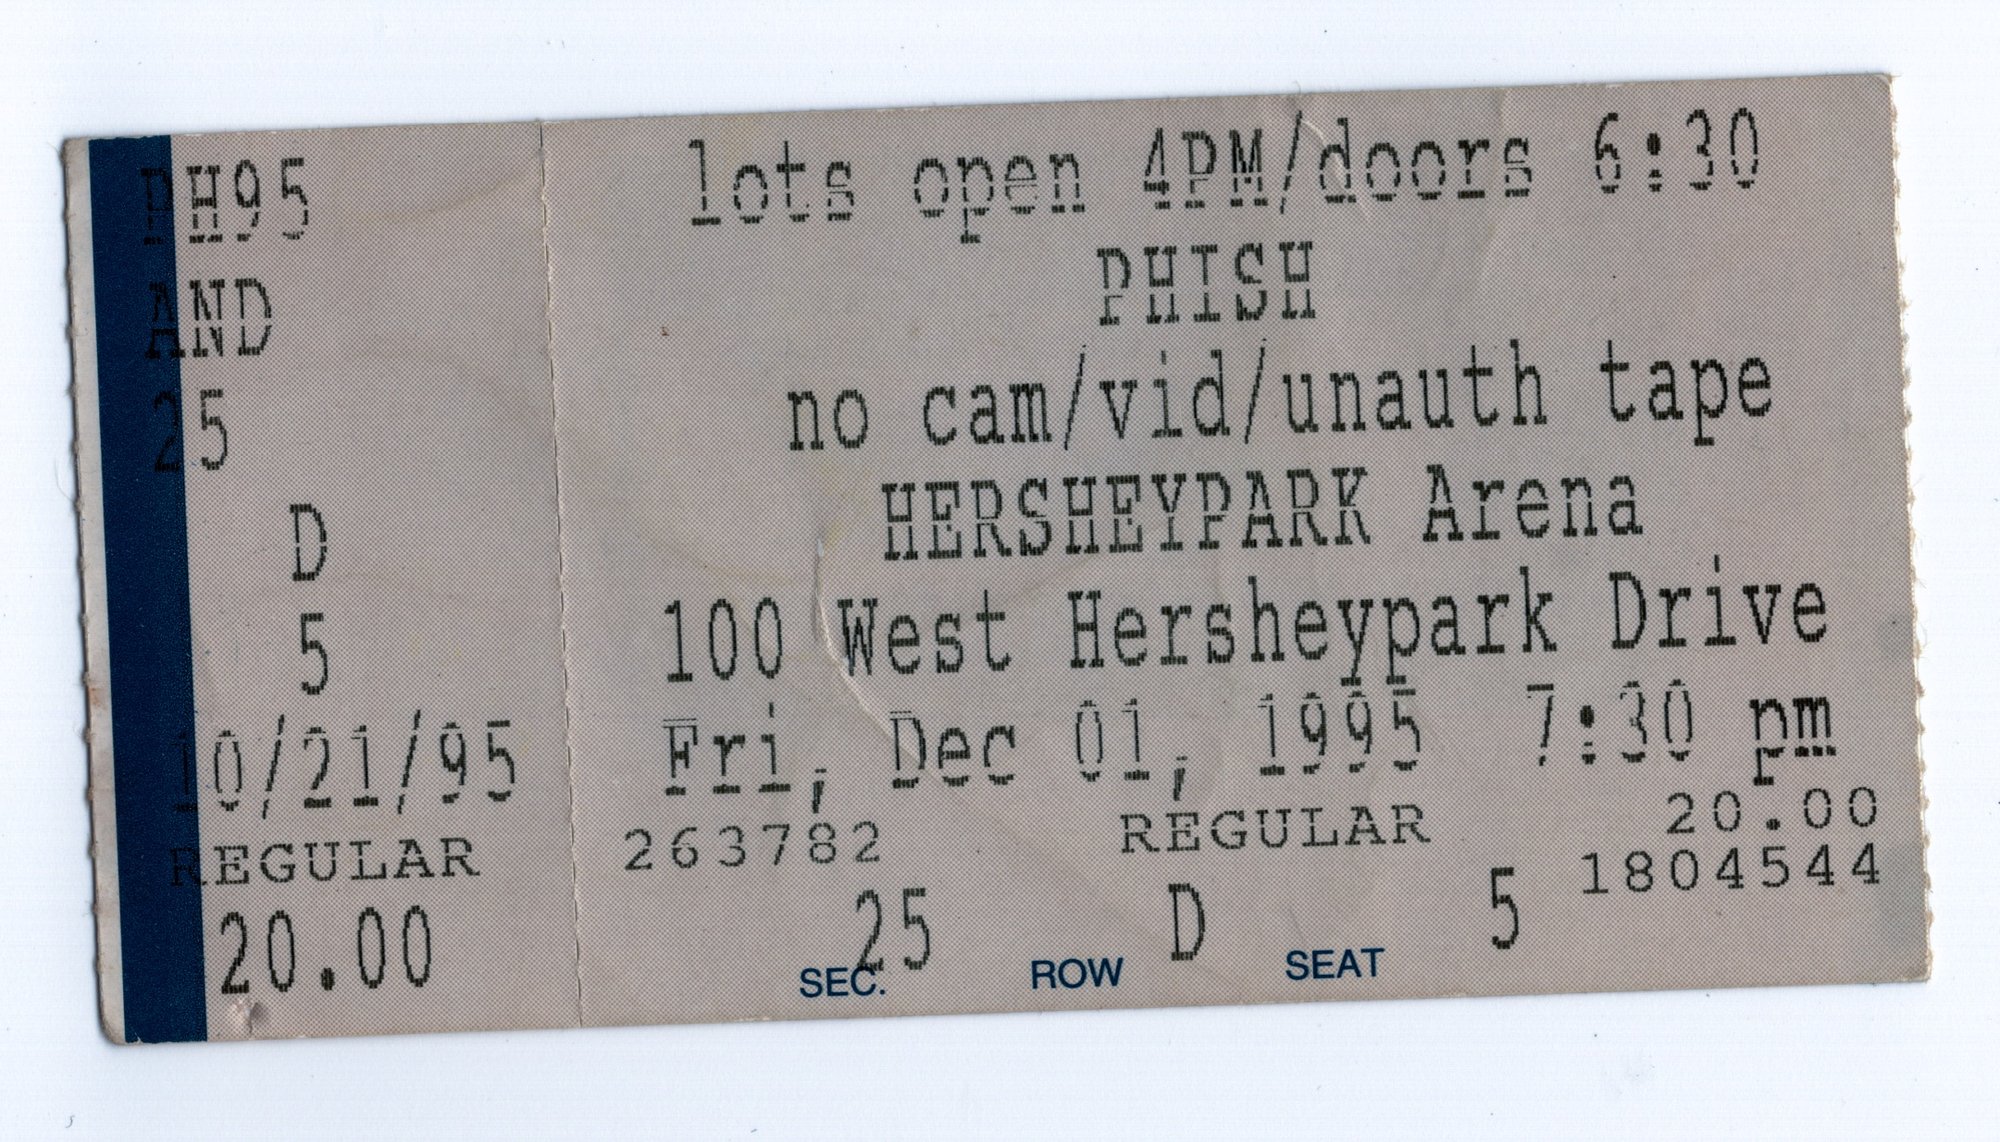 PH95
AND
25
D
5
10/21/95
REGULAR
20.00
lots open 4PM/doors 6:30
PHISH
no cam/vid/unauth tape
HERSHEYPARK Arena
100 West Hersheypark Drive
Fri, Dec 01, 1995 7:30 pm
263782 REGULAR 20.00
1804544
SEC. 25 ROW D SEAT 5